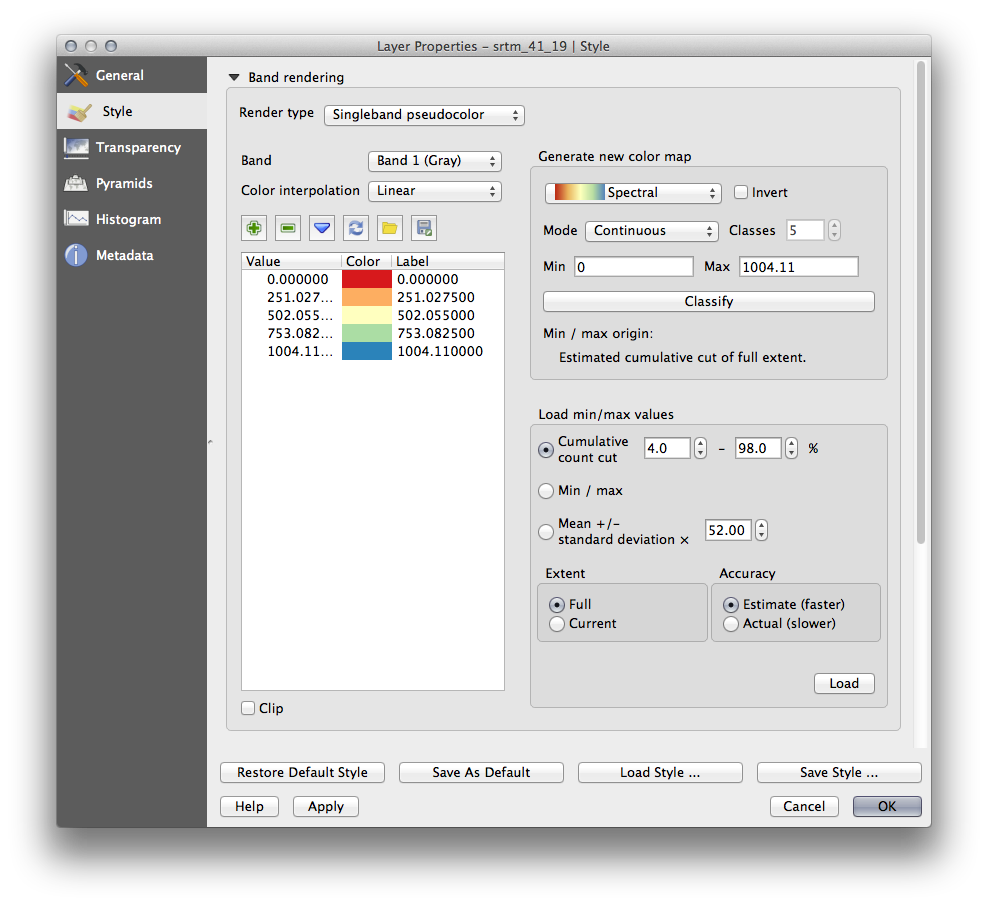 Layer Properties – srtm_41_19 | Style
General
Style
Transparency
Pyramids
Histogram
Metadata
Band rendering
Render type Singleband pseudocolor
Band Band 1 (Gray)
Color interpolation Linear
Value Color Label
0.000000 0.000000
251.027... 251.027500
502.055... 502.055000
753.082... 753.082500
1004.11... 1004.110000
Clip
Generate new color map
Spectral Invert
Mode Continuous Classes 5
Min 0 Max 1004.11
Classify
Min / max origin:
Estimated cumulative cut of full extent.
Load min/max values
Cumulative
count cut 4.0 – 98.0 %
Min / max
Mean +/-
standard deviation × 52.00
Extent Accuracy
Full Estimate (faster)
Current Actual (slower)
Load
Restore Default Style Save As Default Load Style ... Save Style ...
Help Apply Cancel OK